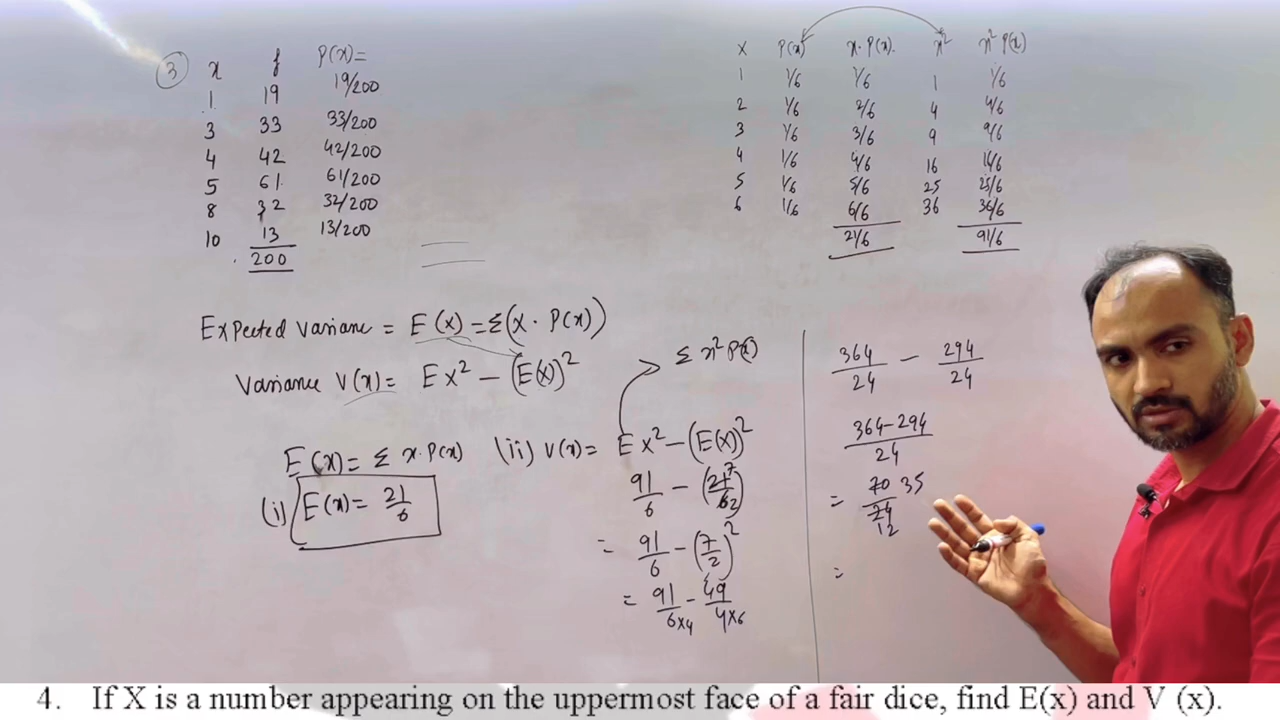 ③ x f P(x)=
1 19 19/200
3 33 33/200
4 42 42/200
5 61 61/200
8 32 32/200
10 13 13/200
200
x P(x) x·P(x). x² x²P(x)
1 1/6 1/6 1 1/6
2 1/6 2/6 4 4/6
3 1/6 3/6 9 9/6
4 1/6 4/6 16 16/6
5 1/6 5/6 25 25/6
6 1/6 6/6 36 36/6
21/6 91/6
Expected variane = E(x) = Σ(x · P(x))
Variane V(x) = Ex² − (E(x))²
Σ x²P(x)
E(x) = Σ x·P(x)
(i) E(x) = 21/6
(ii) V(x) = Ex² − (E(x))²
91/6 − (21/6)² 7 2
= 91/6 − (7/2)²
= 91/6×4 − 49/4×6
364/24 − 294/24
364-294/24
= 70/24 35 12
=
4. If X is a number appearing on the uppermost face of a fair dice, find E(x) and V (x).